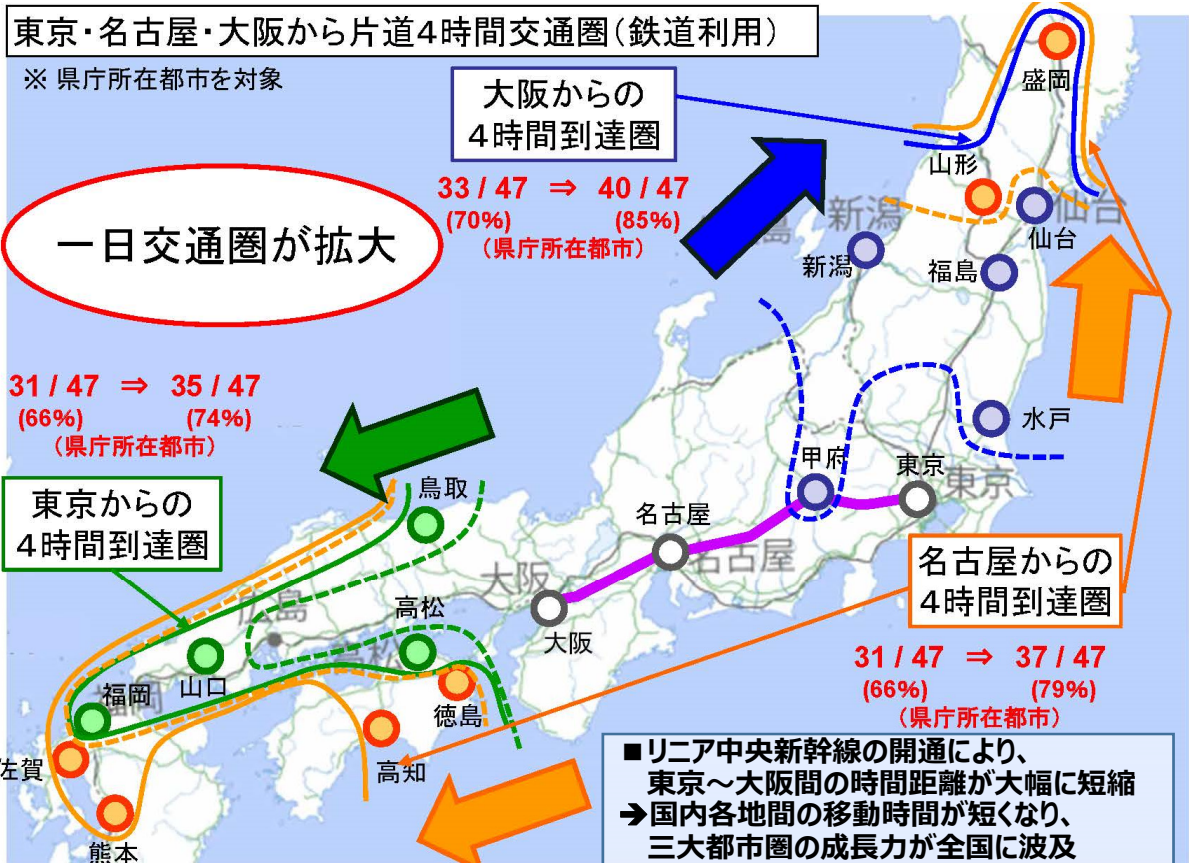 東京・名古屋・大阪から片道4時間交通圏（鉄道利用）
※ 県庁所在都市を対象
大阪からの
4時間到達圏
33 / 47 ⇒ 40 / 47
(70%) (85%)
（県庁所在都市）
一日交通圏が拡大
31 / 47 ⇒ 35 / 47
(66%) (74%)
（県庁所在都市）
東京からの
4時間到達圏
盛岡
山形
仙台
仙台
新潟
新潟
福島
水戸
甲府
東京
東京
名古屋
名古屋
鳥取
大阪
大阪
広島
高松
高松
山口
福岡
福岡
徳島
高知
佐賀
熊本
名古屋からの
4時間到達圏
31 / 47 ⇒ 37 / 47
(66%) (79%)
（県庁所在都市）
■リニア中央新幹線の開通により、
東京～大阪間の時間距離が大幅に短縮
➔国内各地間の移動時間が短くなり、
三大都市圏の成長力が全国に波及